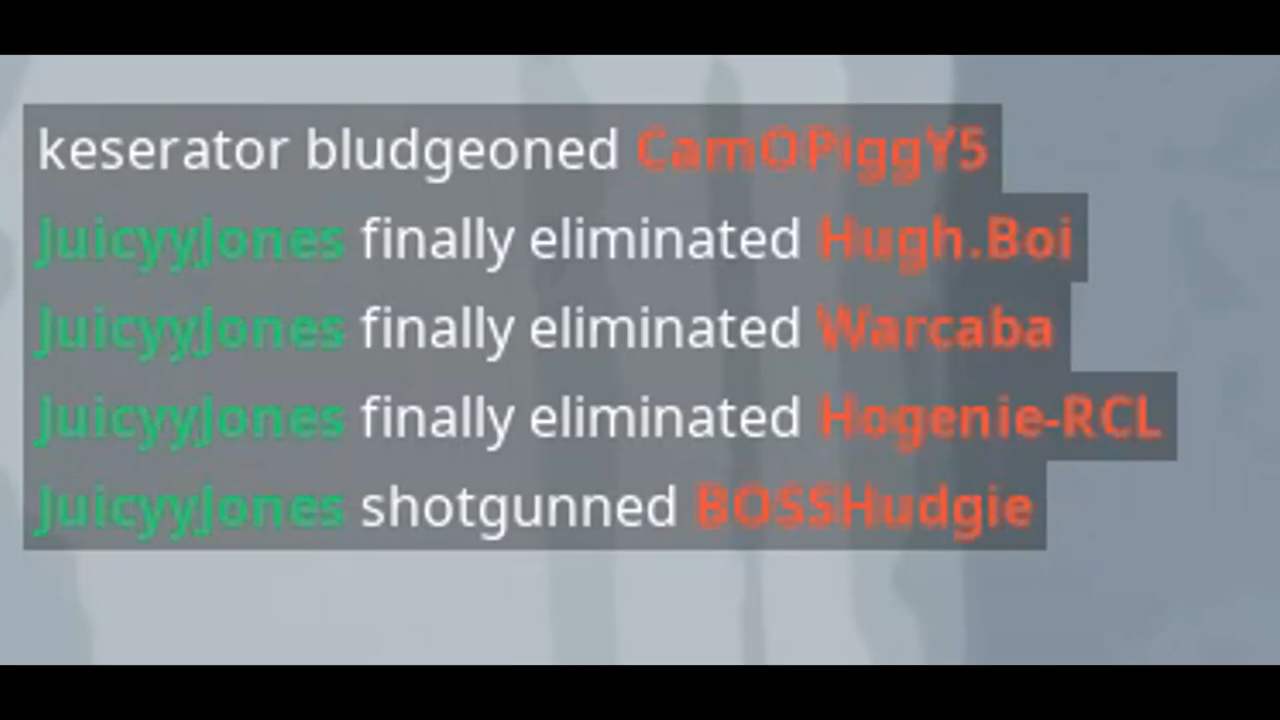 keserator bludgeoned CamOPiggY5
JuicyyJones finally eliminated Hugh.Boi
JuicyyJones finally eliminated Warcaba
JuicyyJones finally eliminated Hogenie-RCL
JuicyyJones shotgunned BOSSHudgie